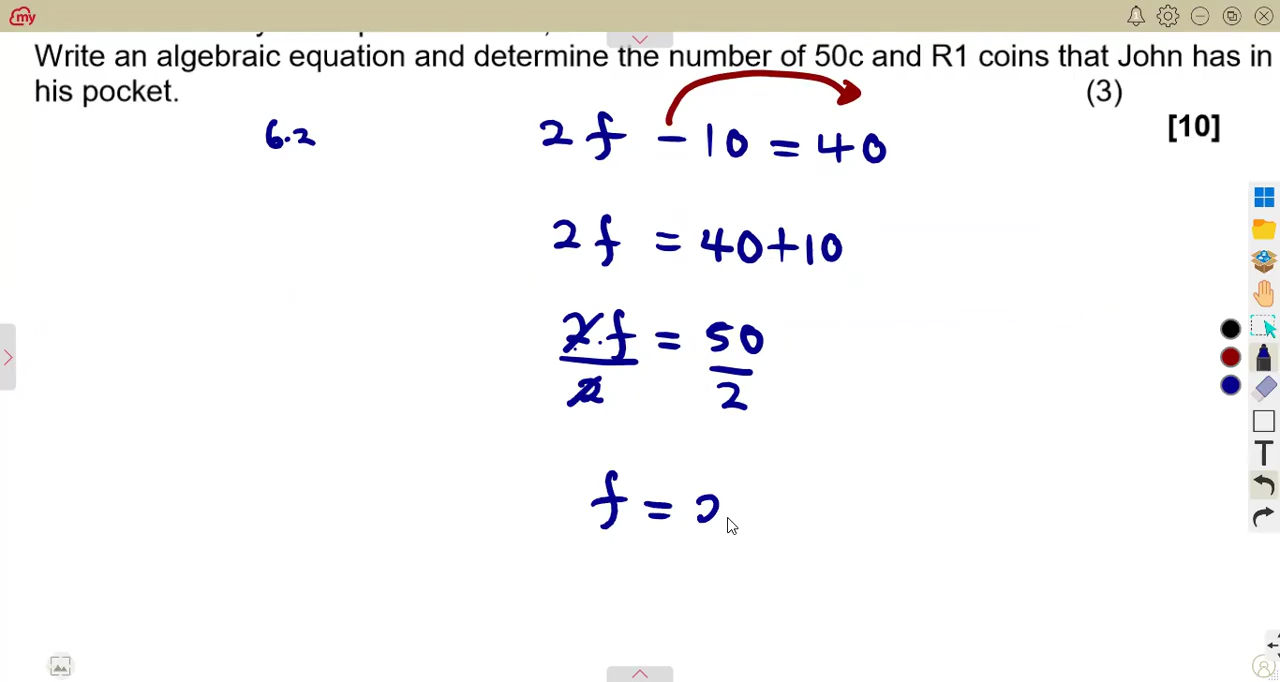 my
Write an algebraic equation and determine the number of 50c and R1 coins that John has in
his pocket. (3)
[10]
6.2
2f - 10 = 40
2f = 40+10
2.f/2 = 50/2
f =
T